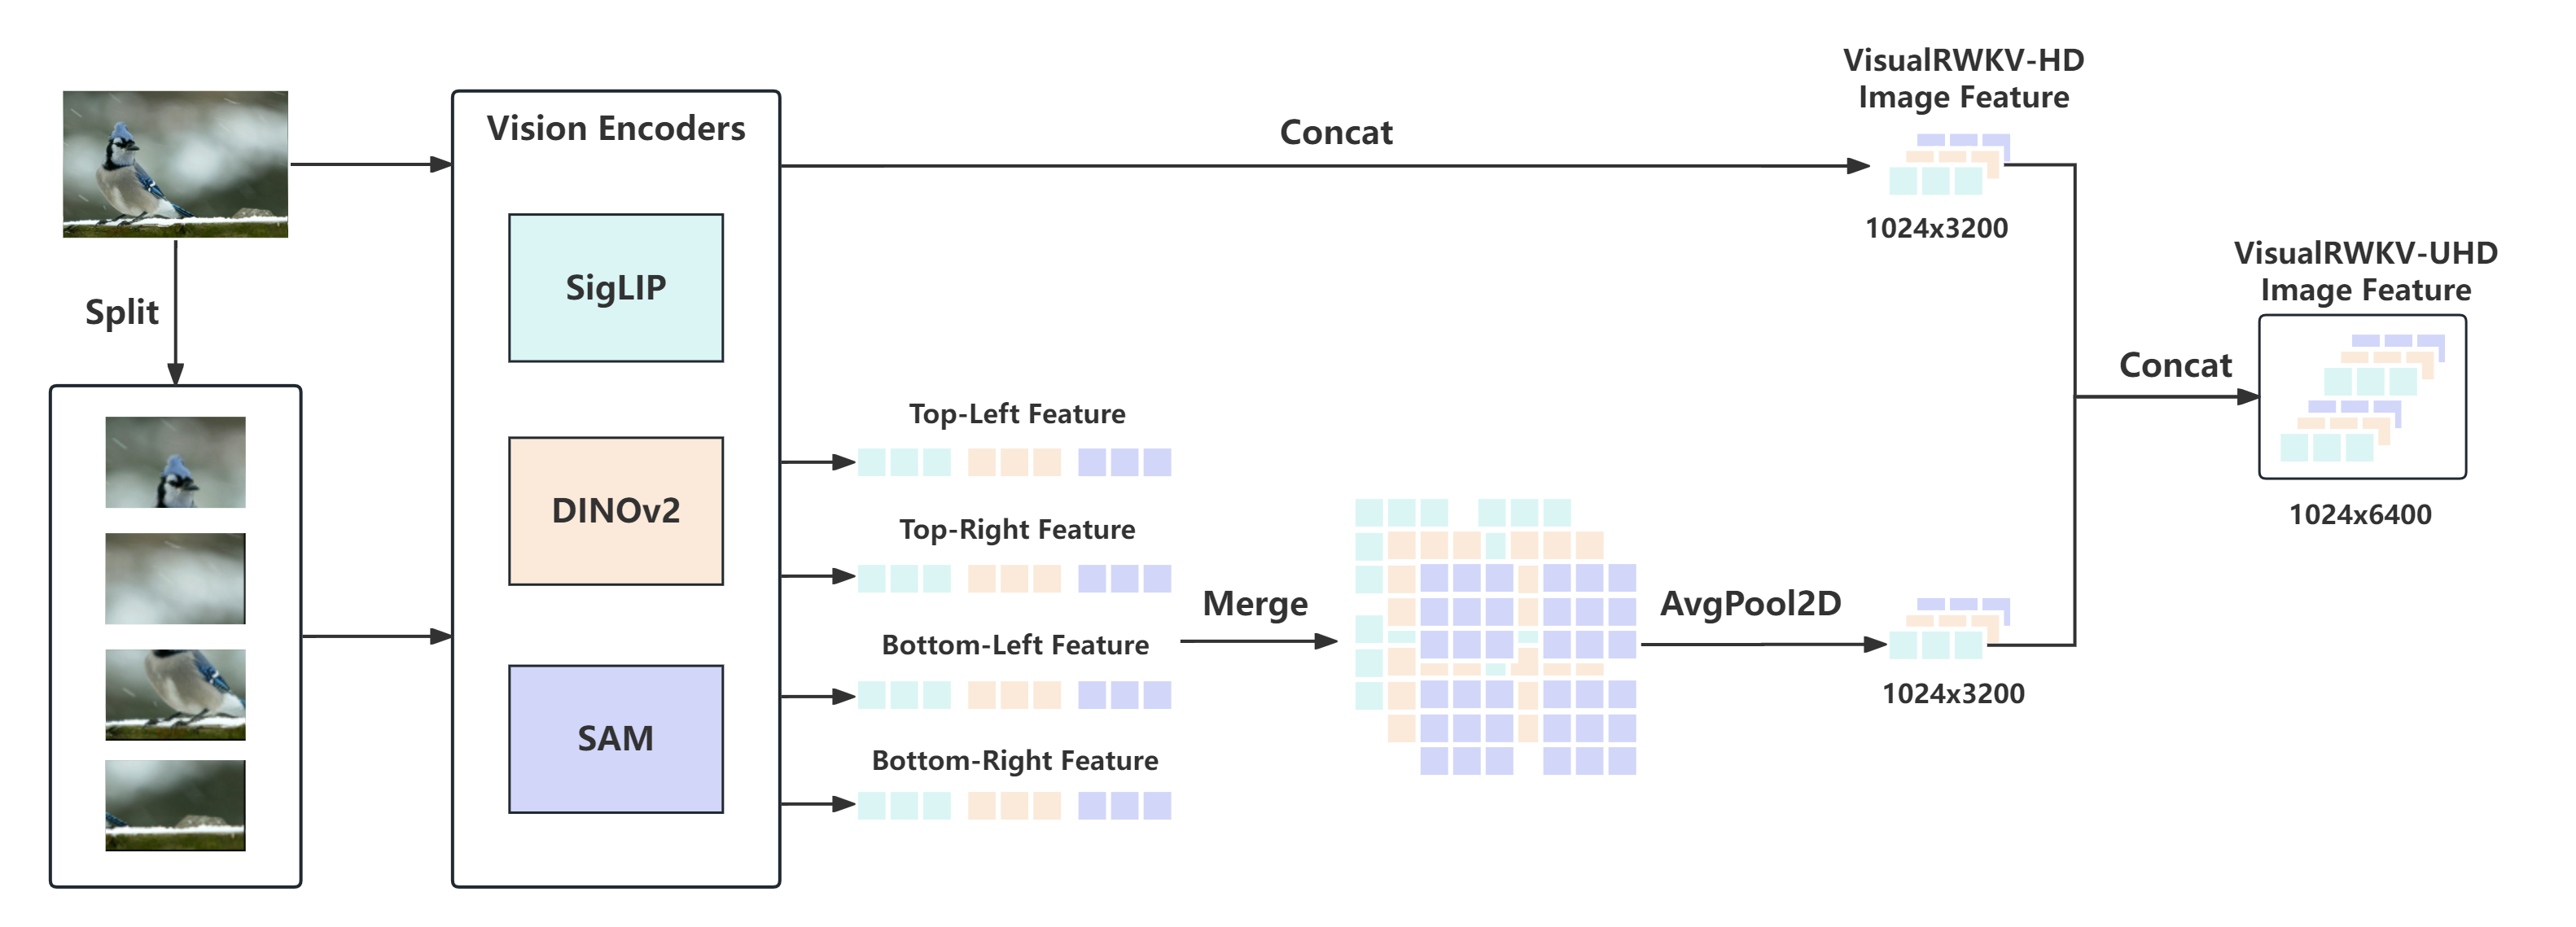 VisualRWKV-HD
Image Feature
Vision Encoders
Concat
1024x3200
SigLIP
Split
VisualRWKV-UHD
Image Feature
Concat
Top-Left Feature
DINOv2
1024x6400
Top-Right Feature
Merge
AvgPool2D
Bottom-Left Feature
1024x3200
SAM
Bottom-Right Feature